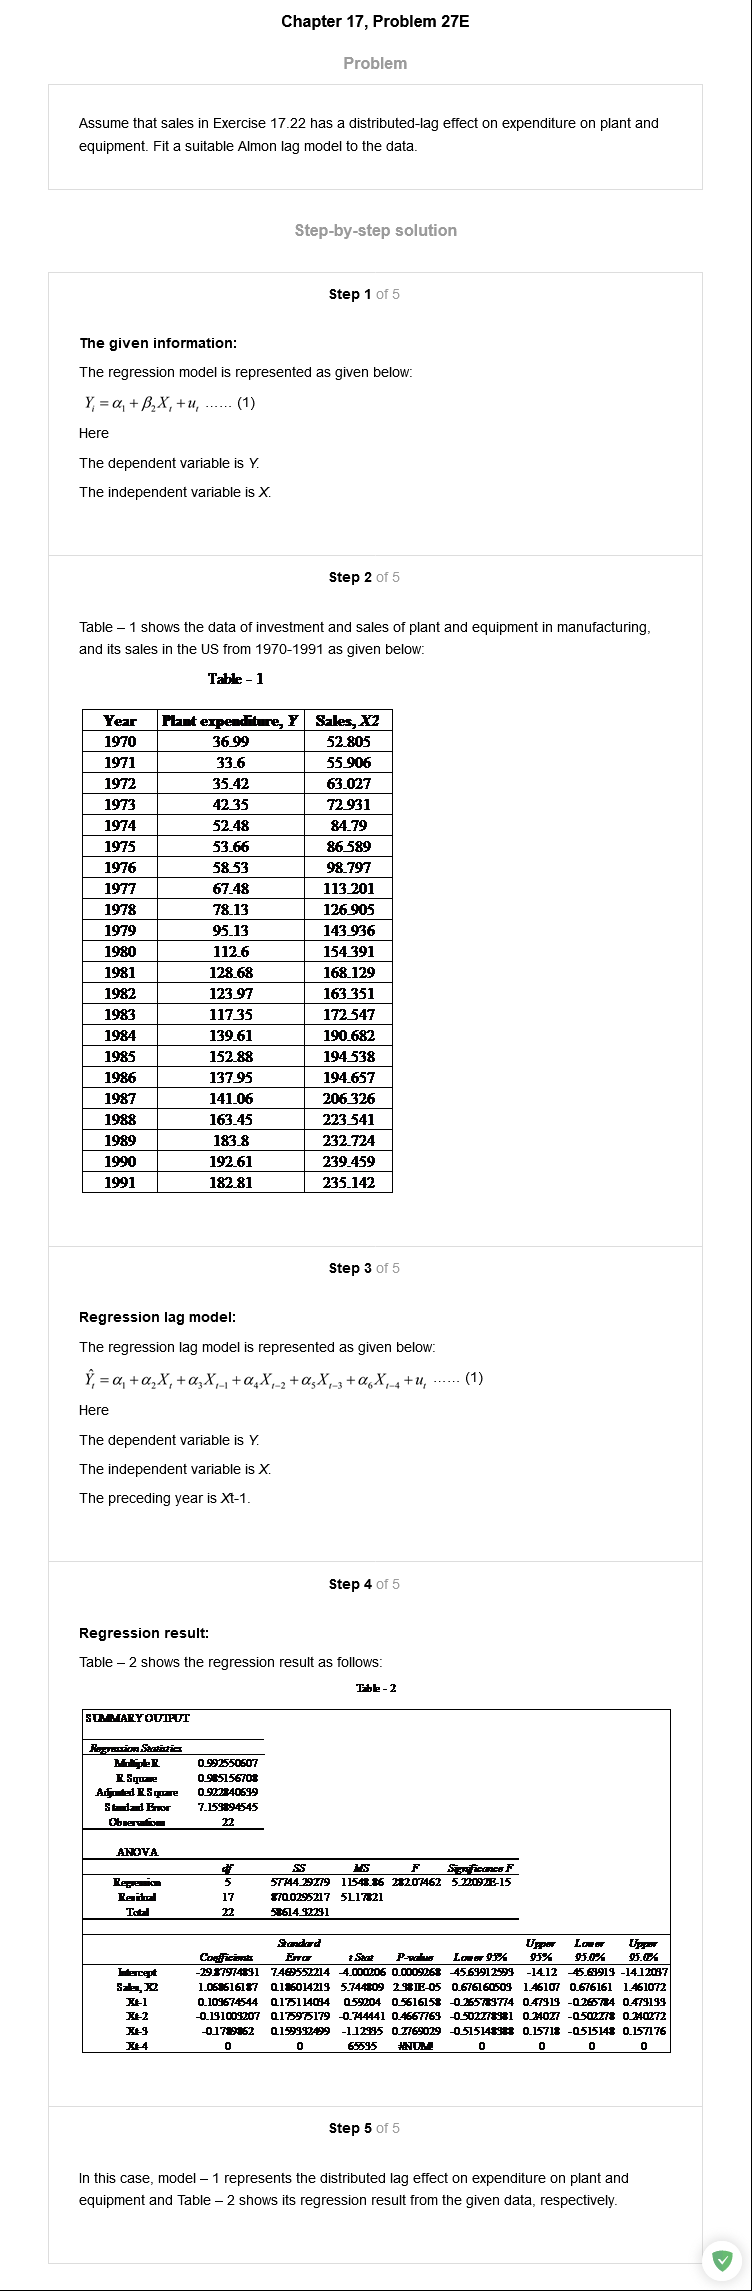 Chapter 17, Problem 27E
Problem
Assume that sales in Exercise 17.22 has a distributed-lag effect on expenditure on plant and
equipment. Fit a suitable Almon lag model to the data.
Step-by-step solution
Step 1 of 5
The given information:
The regression model is represented as given below:
Yᵢ = α₁ + β₂Xₜ + uₜ …… (1)
Here
The dependent variable is Y.
The independent variable is X.
Step 2 of 5
Table – 1 shows the data of investment and sales of plant and equipment in manufacturing,
and its sales in the US from 1970-1991 as given below:
Table – 1
Year Plant expenditure, Y Sales, X2
1970 36.99 52.805
1971 33.6 55.906
1972 35.42 63.027
1973 42.35 72.931
1974 52.48 84.79
1975 53.66 86.589
1976 58.53 98.797
1977 67.48 113.201
1978 78.13 126.905
1979 95.13 143.936
1980 112.6 154.391
1981 128.68 168.129
1982 123.97 163.351
1983 117.35 172.547
1984 139.61 190.682
1985 152.88 194.538
1986 137.95 194.657
1987 141.06 206.326
1988 163.45 223.541
1989 183.8 232.724
1990 192.61 239.459
1991 182.81 235.142
Step 3 of 5
Regression lag model:
The regression lag model is represented as given below:
Ŷₜ = α₁ + α₂Xₜ + α₃Xₜ₋₁ + α₄Xₜ₋₂ + α₅Xₜ₋₃ + α₆Xₜ₋₄ + uₜ …… (1)
Here
The dependent variable is Y.
The independent variable is X.
The preceding year is Xt-1.
Step 4 of 5
Regression result:
Table – 2 shows the regression result as follows:
Table - 2
SUMMARY OUTPUT
Regression Statistics
Multiple R 0.992550607
R Square 0.985156708
Adjusted R Square 0.922840639
Standard Error 7.153894545
Observations 22
ANOVA
df SS MS F Significance F
Regression 5 57744.29279 11548.86 282.07462 5.22092E-15
Residual 17 870.0295217 51.17821
Total 22 58614.32231
Coefficients Standard Error t Stat P-value Lower 95% Upper 95% Lower 95.0% Upper 95.0%
Intercept -29.87974831 7.469552214 -4.000206 0.0009268 -45.63912593 -14.12 -45.63913 -14.12037
Sales, X2 1.068616187 0.186014213 5.744809 2.381E-05 0.676160503 1.46107 0.676161 1.461072
Xt-1 0.103674544 0.175114034 0.59204 0.5616158 -0.265783774 0.47313 -0.265784 0.473133
Xt-2 -0.131003207 0.175975179 -0.744441 0.4667763 -0.502278381 0.24027 -0.502278 0.240272
Xt-3 -0.1789862 0.159332499 -1.12335 0.2769029 -0.515148388 0.15718 -0.515148 0.157176
Xt-4 0 0 65535 #NUM! 0 0 0 0
Step 5 of 5
In this case, model – 1 represents the distributed lag effect on expenditure on plant and
equipment and Table – 2 shows its regression result from the given data, respectively.